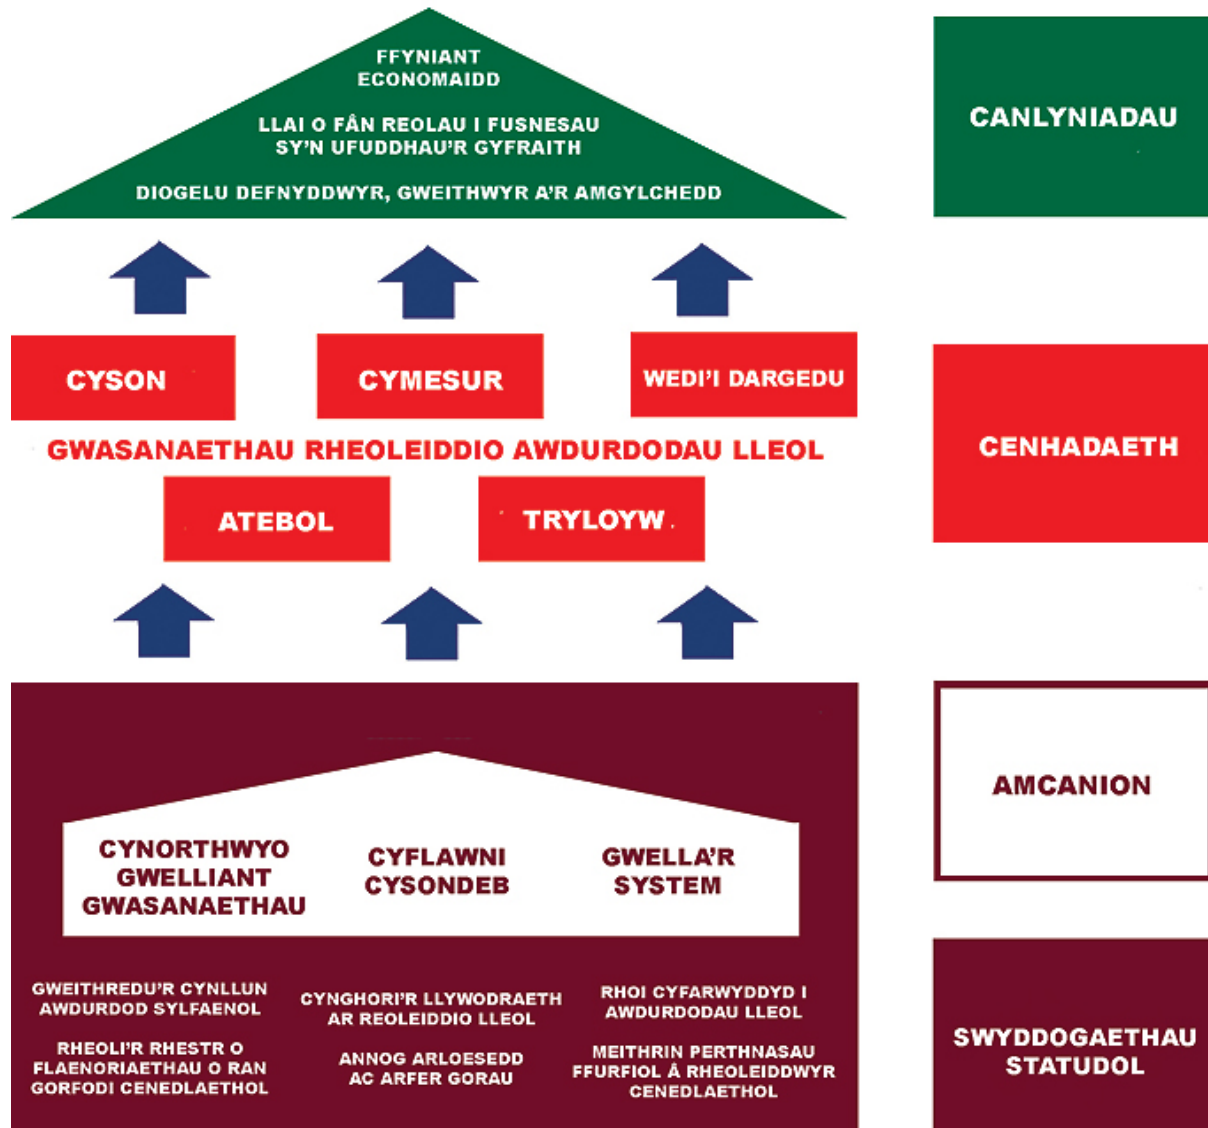 FFYNIANT
ECONOMAIDD
LLAI O FÂN REOLAU I FUSNESAU
SY'N UFUDDHAU'R GYFRAITH
DIOGELU DEFNYDDWYR, GWEITHWYR A'R AMGYLCHEDD
CANLYNIADAU
CYSON
CYMESUR
WEDI'I DARGEDU
GWASANAETHAU RHEOLEIDDIO AWDURDODAU LLEOL
ATEBOL
TRYLOYW
CENHADAETH
CYNORTHWYO
GWELLIANT
GWASANAETHAU
CYFLAWNI
CYSONDEB
GWELLA'R
SYSTEM
AMCANION
GWEITHREDU'R CYNLLUN
AWDURDOD SYLFAENOL
RHEOLI'R RHESTR O
FLAENORIAETHAU O RAN
GORFODI CENEDLAETHOL
CYNGHORI'R LLYWODRAETH
AR REOLEIDDIO LLEOL
ANNOG ARLOESEDD
AC ARFER GORAU
RHOI CYFARWYDDYD I
AWDURDODAU LLEOL
MEITHRIN PERTHNASAU
FFURFIOL Â RHEOLEIDDWYR
CENEDLAETHOL
SWYDDOGAETHAU
STATUDOL